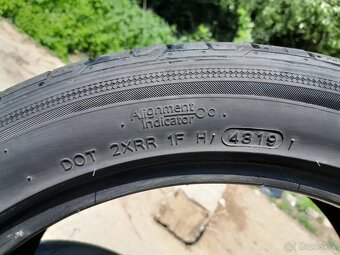 Alignment
Indicator
DOT 2XRR 1F H 4819